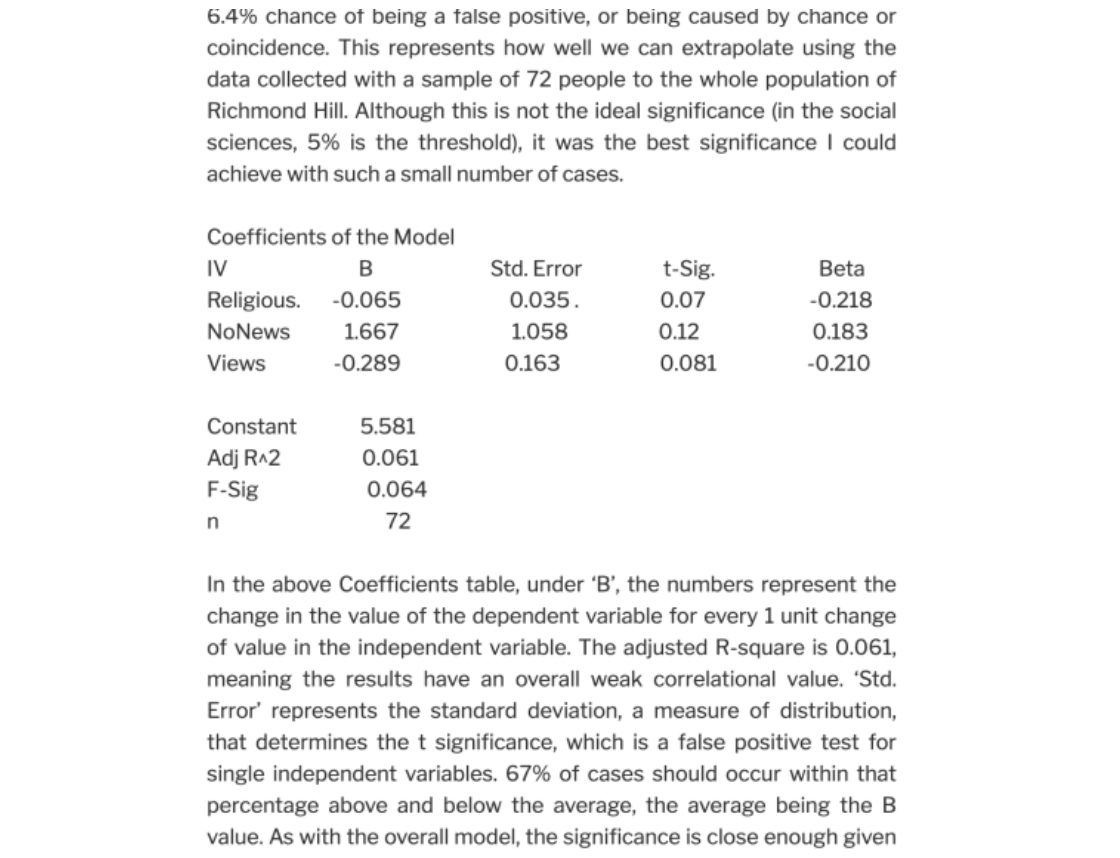 6.4% chance of being a false positive, or being caused by chance or
coincidence. This represents how well we can extrapolate using the
data collected with a sample of 72 people to the whole population of
Richmond Hill. Although this is not the ideal significance (in the social
sciences, 5% is the threshold), it was the best significance I could
achieve with such a small number of cases.
Coefficients of the Model
IV B Std. Error t-Sig. Beta
Religious. -0.065 0.035. 0.07 -0.218
NoNews 1.667 1.058 0.12 0.183
Views -0.289 0.163 0.081 -0.210
Constant 5.581
Adj R^2 0.061
F-Sig 0.064
n 72
In the above Coefficients table, under ‘B’, the numbers represent the
change in the value of the dependent variable for every 1 unit change
of value in the independent variable. The adjusted R-square is 0.061,
meaning the results have an overall weak correlational value. ‘Std.
Error’ represents the standard deviation, a measure of distribution,
that determines the t significance, which is a false positive test for
single independent variables. 67% of cases should occur within that
percentage above and below the average, the average being the B
value. As with the overall model, the significance is close enough given